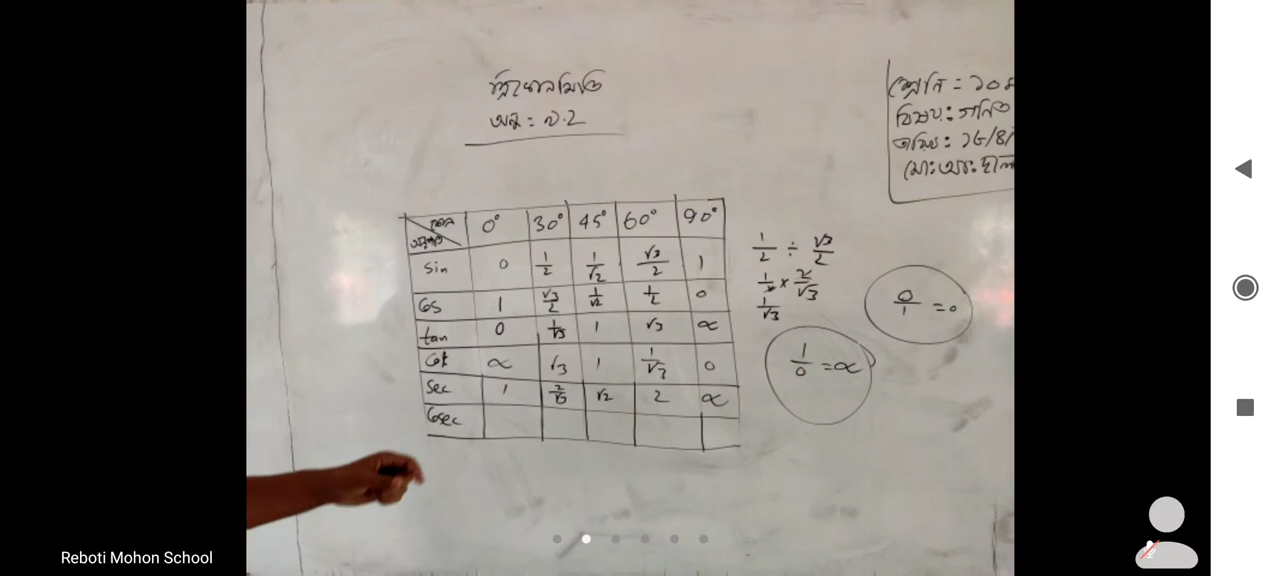 ত্রিকোণমিতি
অনু: ৯.2
শ্রেণি = ১০ম
বিষয়: গণিত
তারিখ: ১৫/৪/
মো: আ:
কোণ 0° 30° 45° 60° 90°
অনুপাত
Sin 0 1/2 1/√2 √3/2 1
Cos 1 √3/2 1/√2 1/2 0
tan 0 1/√3 1 √3 ∝
Cot ∝ √3 1 1/√3 0
Sec 1 2/√3 √2 2 ∝
Cosec
1/2 ÷ √3/2
1/2 × 2/√3
1/√3
0/1 = 0
1/0 = ∝
Reboti Mohon School